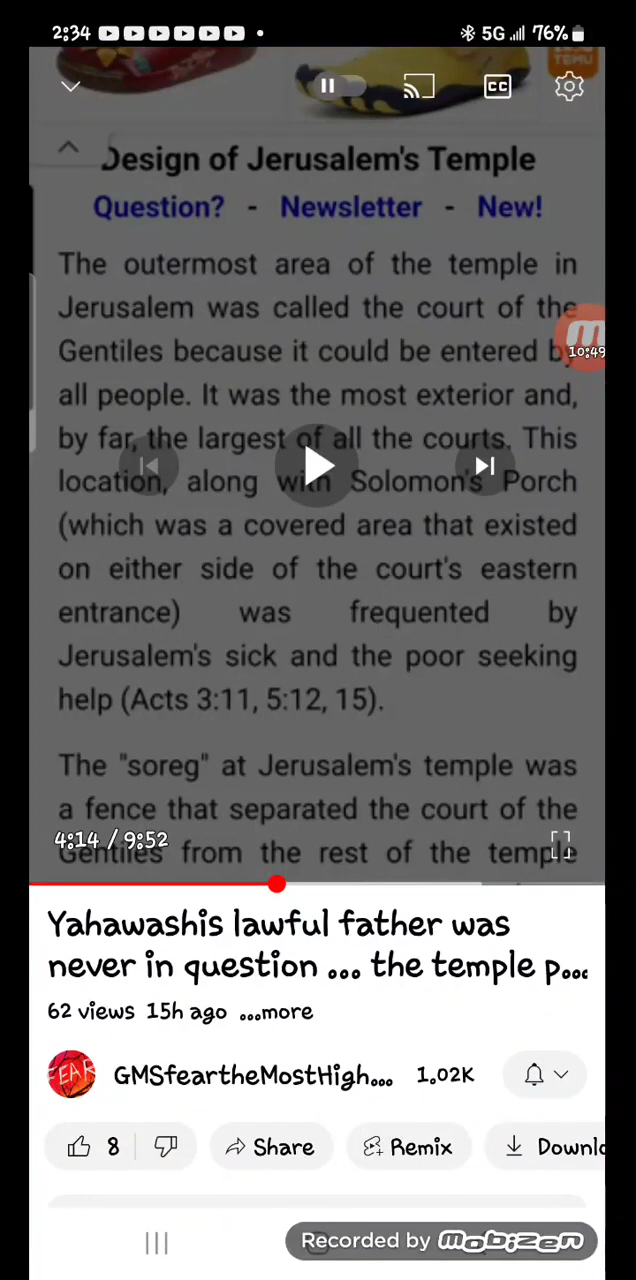 2:34
5G 76%
TEMU
CC
Design of Jerusalem's Temple
Question? - Newsletter - New!
The outermost area of the temple in
Jerusalem was called the court of the
Gentiles because it could be entered by
10:49
all people. It was the most exterior and,
by far, the largest of all the courts. This
location, along with Solomon's Porch
(which was a covered area that existed
on either side of the court's eastern
entrance) was frequented by
Jerusalem's sick and the poor seeking
help (Acts 3:11, 5:12, 15).
The "soreg" at Jerusalem's temple was
a fence that separated the court of the
4:14 / 9:52
Gentiles from the rest of the temple
Yahawashis lawful father was
never in question ... the temple p...
62 views 15h ago ...more
FEAR
GMSfeartheMostHigh... 1.02K
8 Share Remix Downlo
Recorded by mobizen